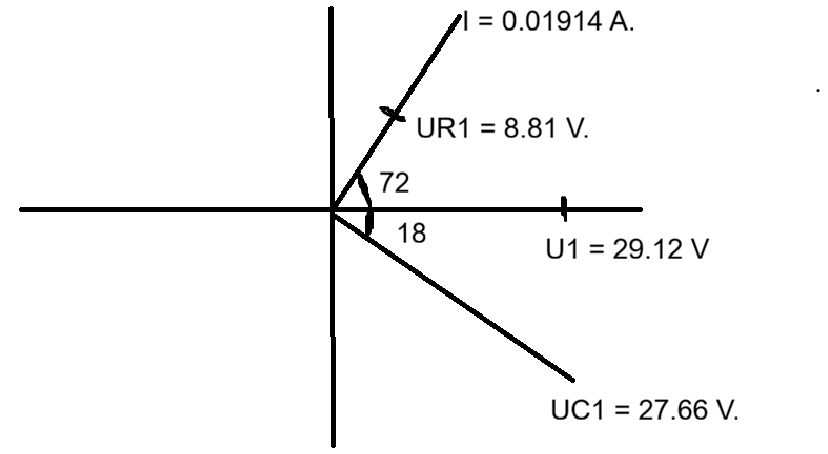 I = 0.01914 A.
UR1 = 8.81 V.
72
18
U1 = 29.12 V
UC1 = 27.66 V.